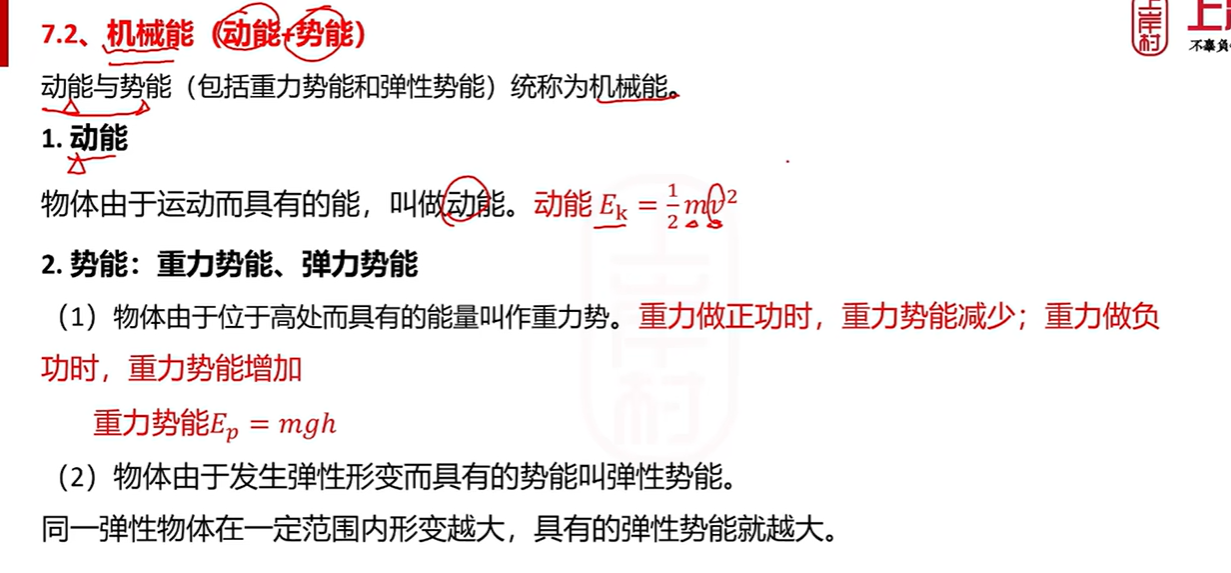 7.2、机械能（动能+势能）
上岸村
不辜负
动能与势能（包括重力势能和弹性势能）统称为机械能。
1. 动能
物体由于运动而具有的能，叫做动能。动能 Eₖ = 1/2 mv²
2. 势能：重力势能、弹力势能
（1）物体由于位于高处而具有的能量叫作重力势。重力做正功时，重力势能减少；重力做负
功时，重力势能增加
重力势能Eₚ = mgh
（2）物体由于发生弹性形变而具有的势能叫弹性势能。
同一弹性物体在一定范围内形变越大，具有的弹性势能就越大。
上岸村